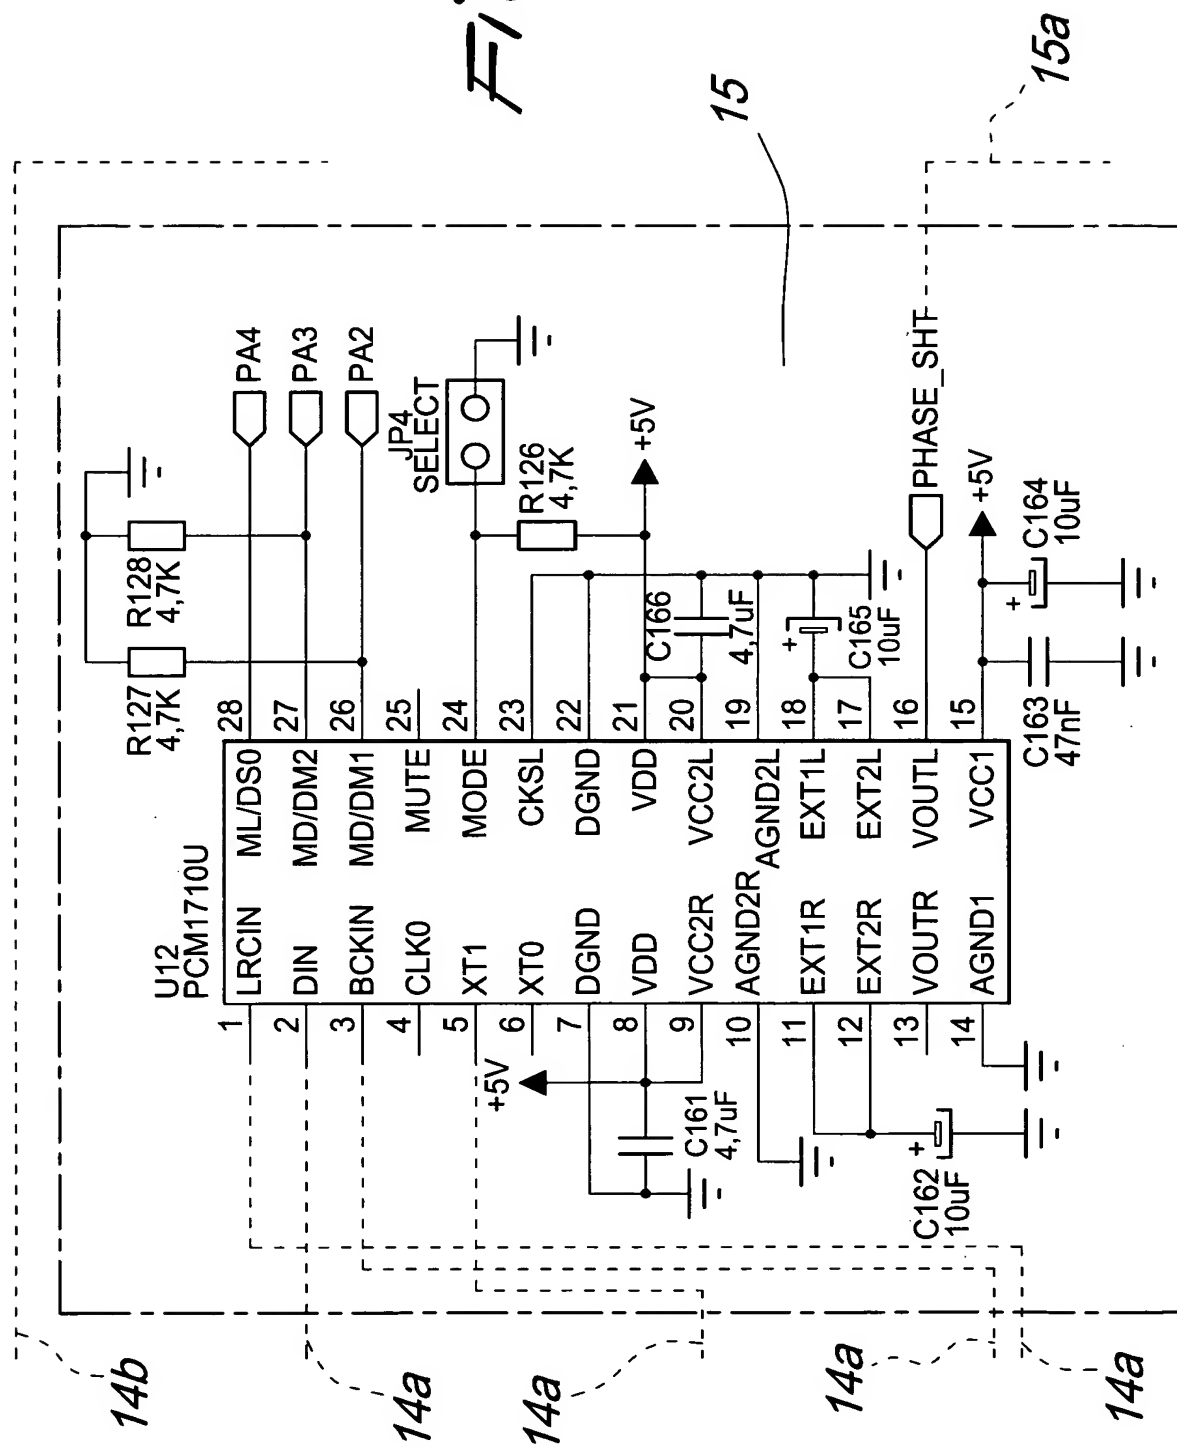 FI
15
15a
14b
14a
14a
14a
14a
U12
PCM1710U
1
2
3
4
5
6
7
8
9
10
11
12
13
14
LRCIN
DIN
BCKIN
CLK0
XT1
XT0
DGND
VDD
VCC2R
AGND2R
EXT1R
EXT2R
VOUTR
AGND1
ML/DS0
MD/DM2
MD/DM1
MUTE
MODE
CKSL
DGND
VDD
VCC2L
AGND2L
EXT1L
EXT2L
VOUTL
VCC1
28
27
26
25
24
23
22
21
20
19
18
17
16
15
R127
4,7K
R128
4,7K
PA4
PA3
PA2
JP4
SELECT
R126
4,7K
+5V
C166
4,7uF
+
C165
10uF
PHASE_SHT
+5V
C163
47nF
+
C164
10uF
+5V
C161
4,7uF
+
C162
10uF